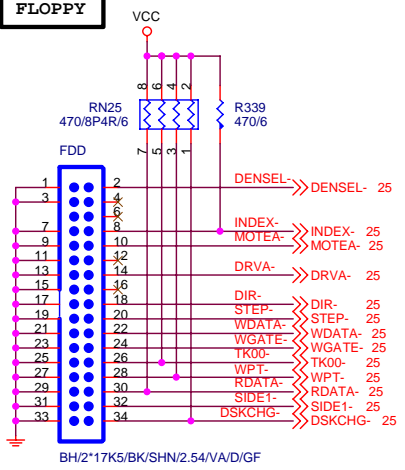 FLOPPY
VCC
8 6 4 2
RN25
470/8P4R/6
R339
470/6
7 5 3 1
FDD
1 2 DENSEL- DENSEL- 25
3 4
6
7 8 INDEX- INDEX- 25
9 10 MOTEA- MOTEA- 25
11 12
13 14 DRVA- DRVA- 25
15 16
17 18 DIR- DIR- 25
19 20 STEP- STEP- 25
21 22 WDATA- WDATA- 25
23 24 WGATE- WGATE- 25
25 26 TK00- TK00- 25
27 28 WPT- WPT- 25
29 30 RDATA- RDATA- 25
31 32 SIDE1- SIDE1- 25
33 34 DSKCHG- DSKCHG- 25
BH/2*17K5/BK/SHN/2.54/VA/D/GF